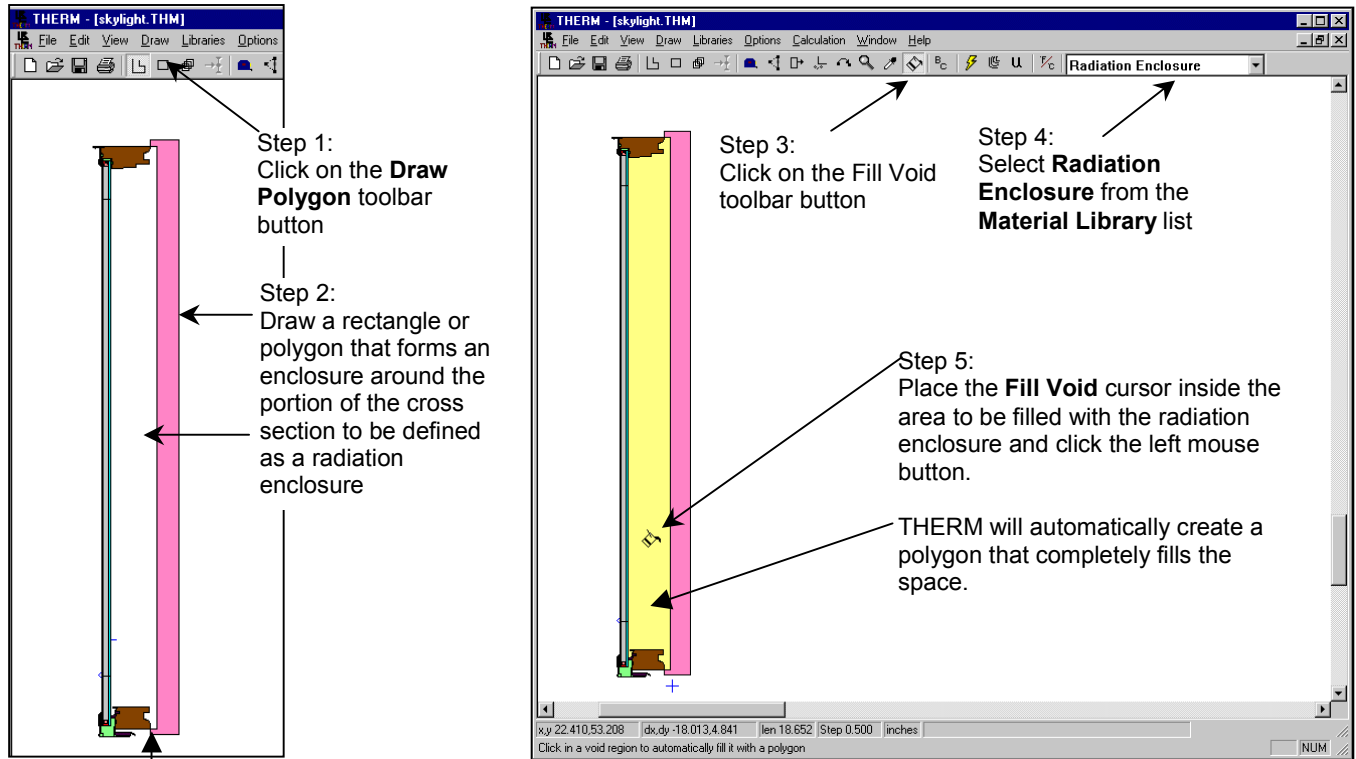 THERM - [skylight.THM]
File Edit View Draw Libraries Options
Step 1:
Click on the Draw
Polygon toolbar
button
Step 2:
Draw a rectangle or
polygon that forms an
enclosure around the
portion of the cross
section to be defined
as a radiation
enclosure
THERM - [skylight.THM]
File Edit View Draw Libraries Options Calculation Window Help
Radiation Enclosure
Step 3:
Click on the Fill Void
toolbar button
Step 4:
Select Radiation
Enclosure from the
Material Library list
Step 5:
Place the Fill Void cursor inside the
area to be filled with the radiation
enclosure and click the left mouse
button.
THERM will automatically create a
polygon that completely fills the
space.
x,y 22.410,53.208 dx,dy -18.013,4.841 len 18.652 Step 0.500 inches
Click in a void region to automatically fill it with a polygon NUM